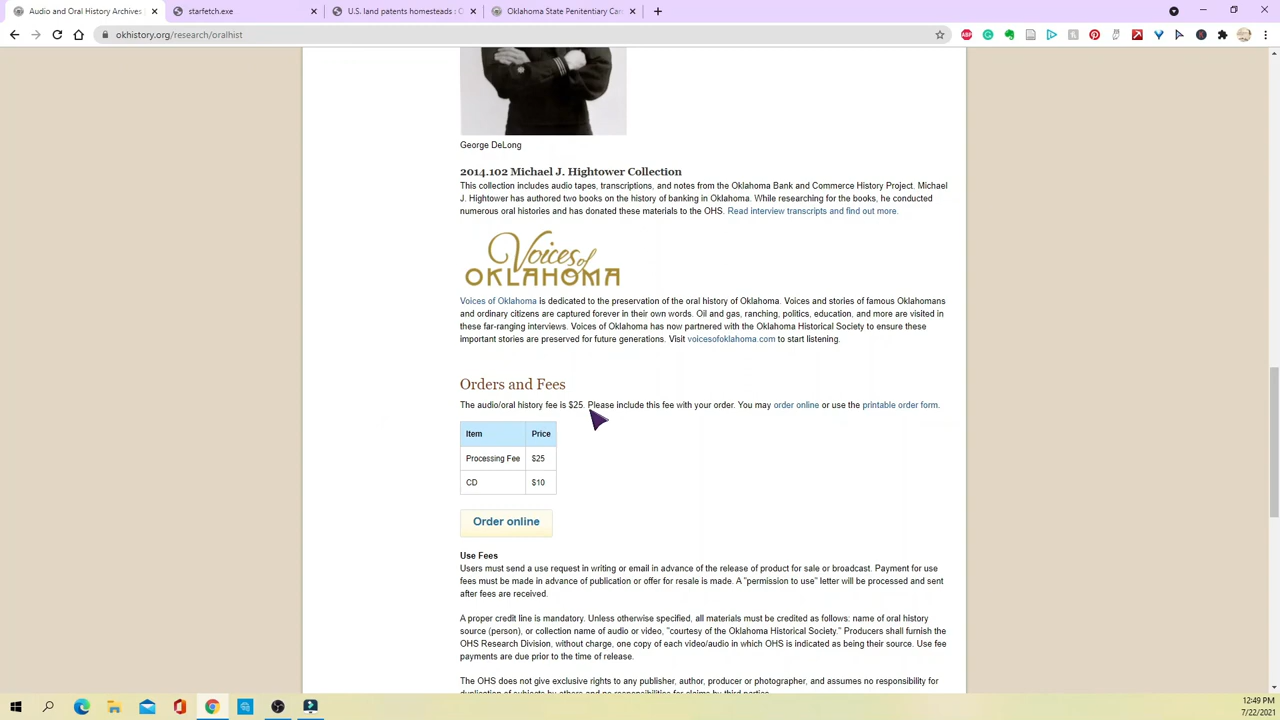 Audio and Oral History Archives
starfetch.exe
U.S. land patents homesteads : C
Oklahoma State Penitentiary Car
okhistory.org/research/oralhist
George DeLong
2014.102 Michael J. Hightower Collection
This collection includes audio tapes, transcriptions, and notes from the Oklahoma Bank and Commerce History Project. Michael
J. Hightower has authored two books on the history of banking in Oklahoma. While researching for the books, he conducted
numerous oral histories and has donated these materials to the OHS. Read interview transcripts and find out more.
Voices of
OKLAHOMA
Voices of Oklahoma is dedicated to the preservation of the oral history of Oklahoma. Voices and stories of famous Oklahomans
and ordinary citizens are captured forever in their own words. Oil and gas, ranching, politics, education, and more are visited in
these far-ranging interviews. Voices of Oklahoma has now partnered with the Oklahoma Historical Society to ensure these
important stories are preserved for future generations. Visit voicesofoklahoma.com to start listening.
Orders and Fees
The audio/oral history fee is $25. Please include this fee with your order. You may order online or use the printable order form.
Item Price
Processing Fee $25
CD $10
Order online
Use Fees
Users must send a use request in writing or email in advance of the release of product for sale or broadcast. Payment for use
fees must be made in advance of publication or offer for resale is made. A "permission to use" letter will be processed and sent
after fees are received.
A proper credit line is mandatory. Unless otherwise specified, all materials must be credited as follows: name of oral history
source (person), or collection name of audio or video, "courtesy of the Oklahoma Historical Society." Producers shall furnish the
OHS Research Division, without charge, one copy of each video/audio in which OHS is indicated as being their source. Use fee
payments are due prior to the time of release.
The OHS does not give exclusive rights to any publisher, author, producer or photographer, and assumes no responsibility for
duplication of subjects by others and no responsibilities for claims by third parties.
12:49 PM
7/22/2021